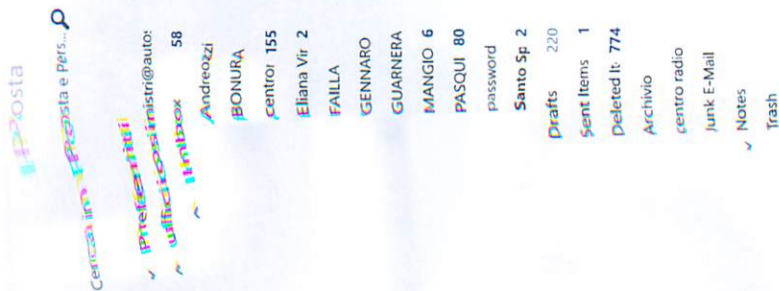 Posta
Cerca in Posta e Pers...
Preferiti
ufficiosinistri@autos
Inbox 58
Andreozzi
BONURA
centror 155
Eliana Vir 2
FAILLA
GENNARO
GUARNERA
MANGIO 6
PASQUI 80
password
Santo Sp 2
Drafts 220
Sent Items 1
Deleted It 774
Archivio
centro radio
Junk E-Mail
Notes
Trash